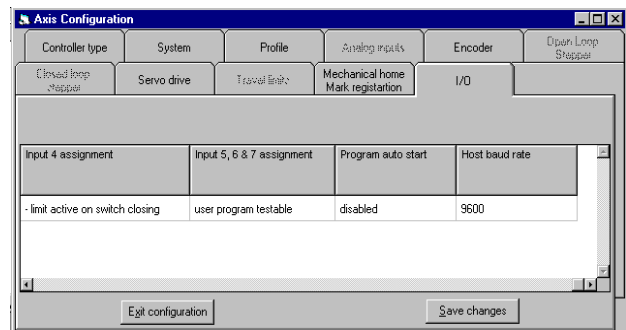 Axis Configuration
Controller type
System
Profile
Analog inputs
Encoder
Open Loop
Stepper
Closed loop
stepper
Servo drive
Travel limits
Mechanical home
Mark registartion
I/O
Input 4 assignment
Input 5, 6 & 7 assignment
Program auto start
Host baud rate
- limit active on switch closing
user program testable
disabled
9600
Exit configuration
Save changes